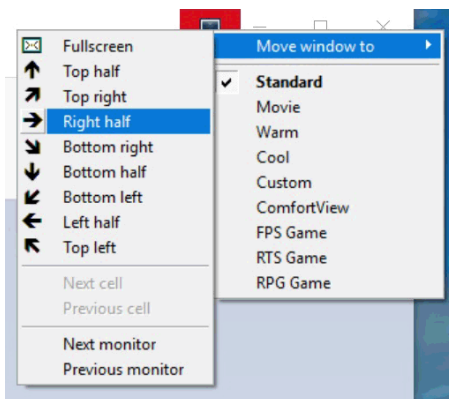 Fullscreen
Top half
Top right
Right half
Bottom right
Bottom half
Bottom left
Left half
Top left
Next cell
Previous cell
Next monitor
Previous monitor
Move window to
Standard
Movie
Warm
Cool
Custom
ComfortView
FPS Game
RTS Game
RPG Game